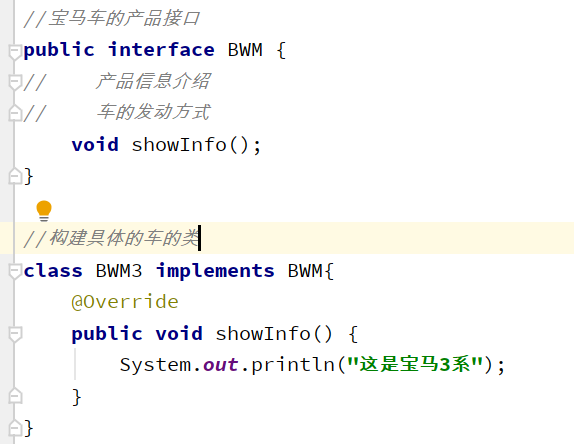 //宝马车的产品接口
public interface BWM {
//    产品信息介绍
//    车的发动方式
    void showInfo();
}
//构建具体的车的类
class BWM3 implements BWM{
    @Override
    public void showInfo() {
        System.out.println("这是宝马3系");
    }
}